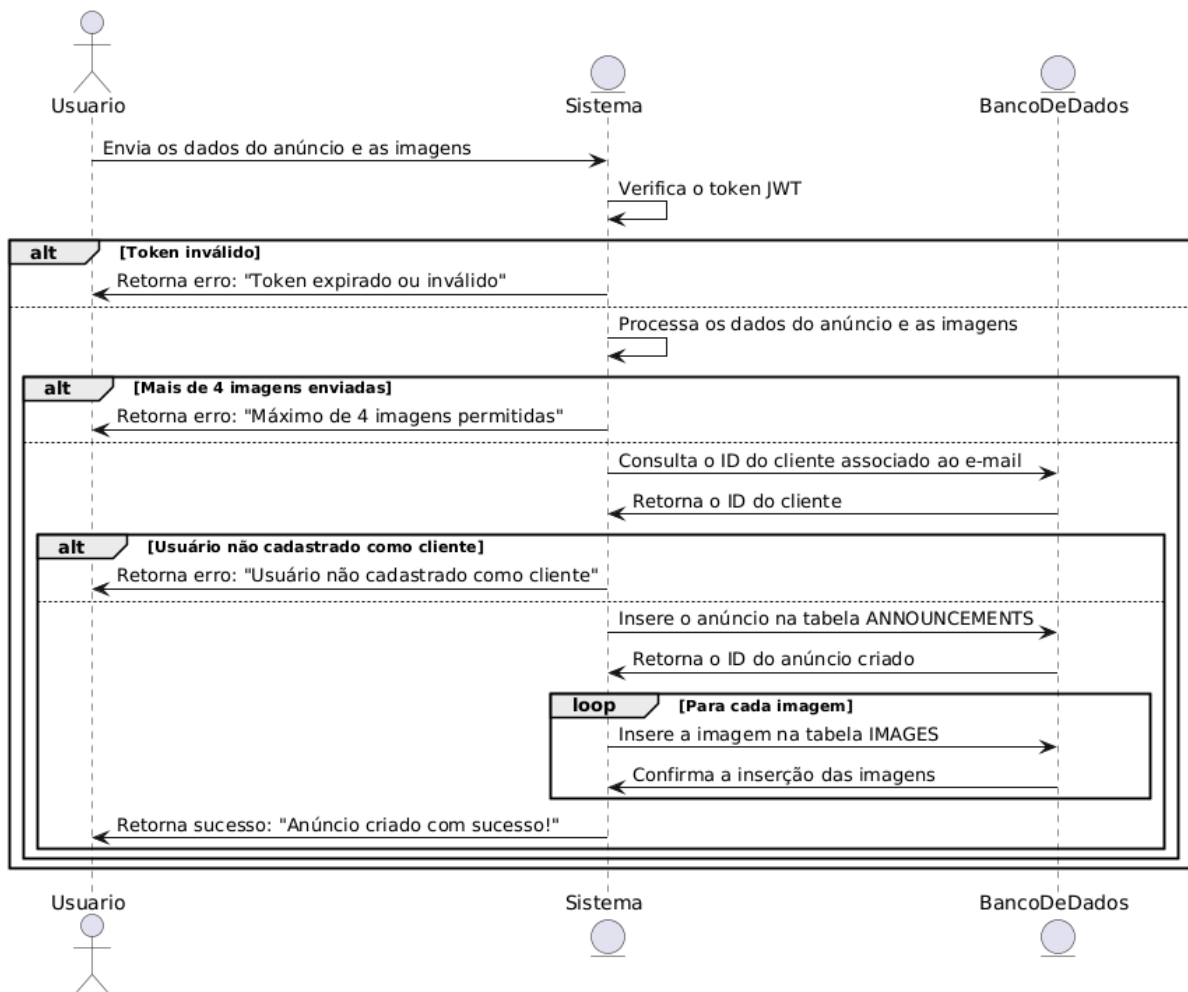 Usuario
Sistema
BancoDeDados
Envia os dados do anúncio e as imagens
Verifica o token JWT
alt [Token inválido]
Retorna erro: "Token expirado ou inválido"
Processa os dados do anúncio e as imagens
alt [Mais de 4 imagens enviadas]
Retorna erro: "Máximo de 4 imagens permitidas"
Consulta o ID do cliente associado ao e-mail
Retorna o ID do cliente
alt [Usuário não cadastrado como cliente]
Retorna erro: "Usuário não cadastrado como cliente"
Insere o anúncio na tabela ANNOUNCEMENTS
Retorna o ID do anúncio criado
loop [Para cada imagem]
Insere a imagem na tabela IMAGES
Confirma a inserção das imagens
Retorna sucesso: "Anúncio criado com sucesso!"
Usuario
Sistema
BancoDeDados